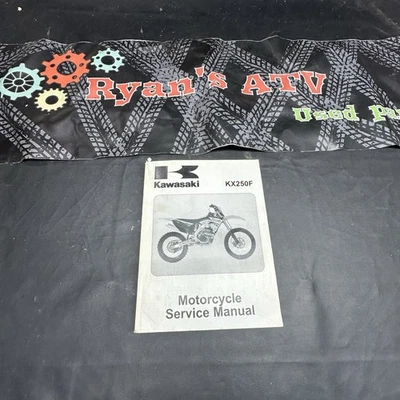 Ryan's ATV
Used
Kawasaki
KX250F
Motorcycle
Service Manual